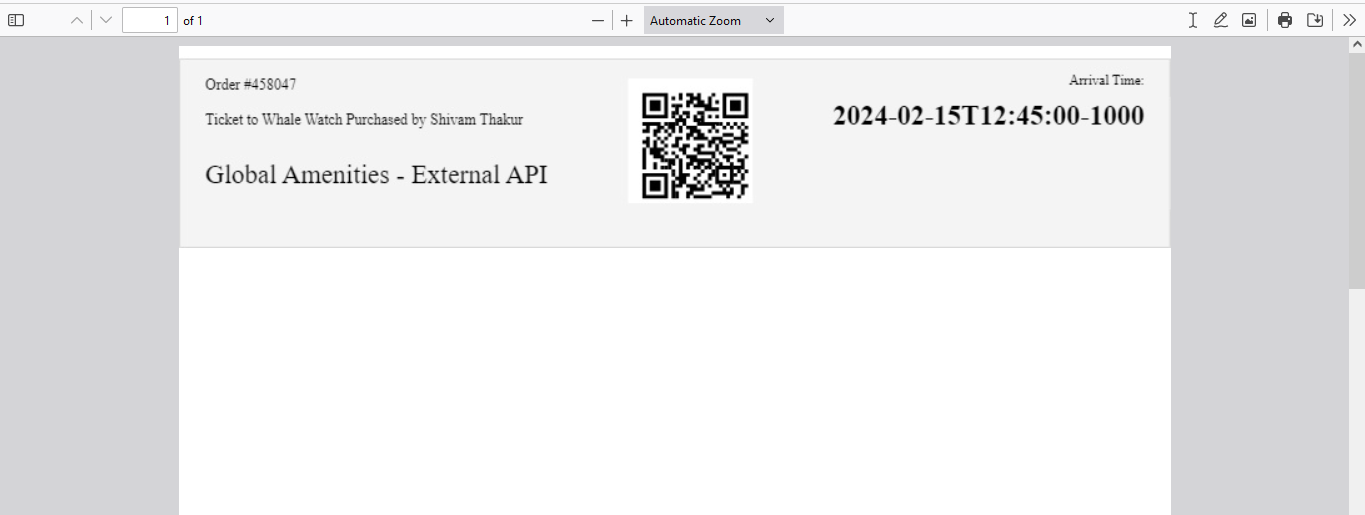 1 of 1 Automatic Zoom
Order #458047
Ticket to Whale Watch Purchased by Shivam Thakur
Global Amenities - External API
Arrival Time:
2024-02-15T12:45:00-1000